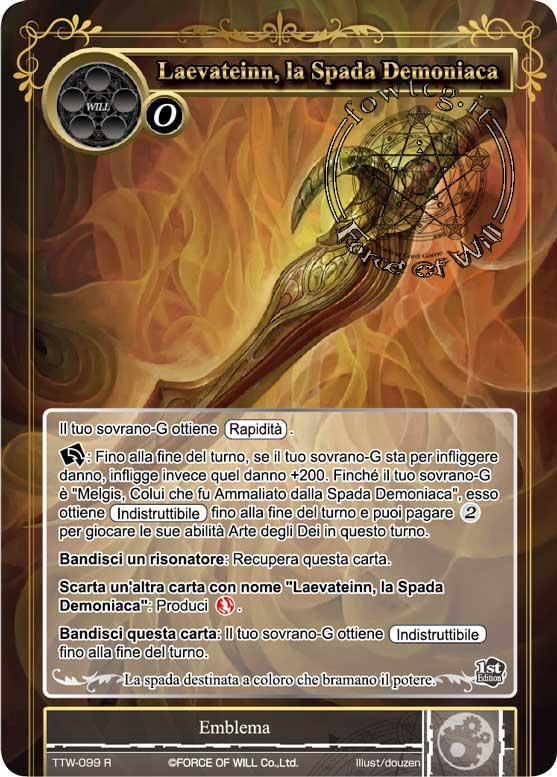 Laevateinn, la Spada Demoniaca
WILL
0
fowtcg.it
Card Game
Force Of Will
Il tuo sovrano-G ottiene Rapidità .
: Fino alla fine del turno, se il tuo sovrano-G sta per infliggere
danno, infligge invece quel danno +200. Finché il tuo sovrano-G
è "Melgis, Colui che fu Ammaliato dalla Spada Demoniaca", esso
ottiene Indistruttibile fino alla fine del turno e puoi pagare 2
per giocare le sue abilità Arte degli Dei in questo turno.
Bandisci un risonatore: Recupera questa carta.
Scarta un'altra carta con nome "Laevateinn, la Spada
Demoniaca": Produci .
Bandisci questa carta: Il tuo sovrano-G ottiene Indistruttibile
fino alla fine del turno.
La spada destinata a coloro che bramano il potere.
1st
Edition
Emblema
TTW-099 R ©FORCE OF WILL Co.,Ltd. Illust/douzen